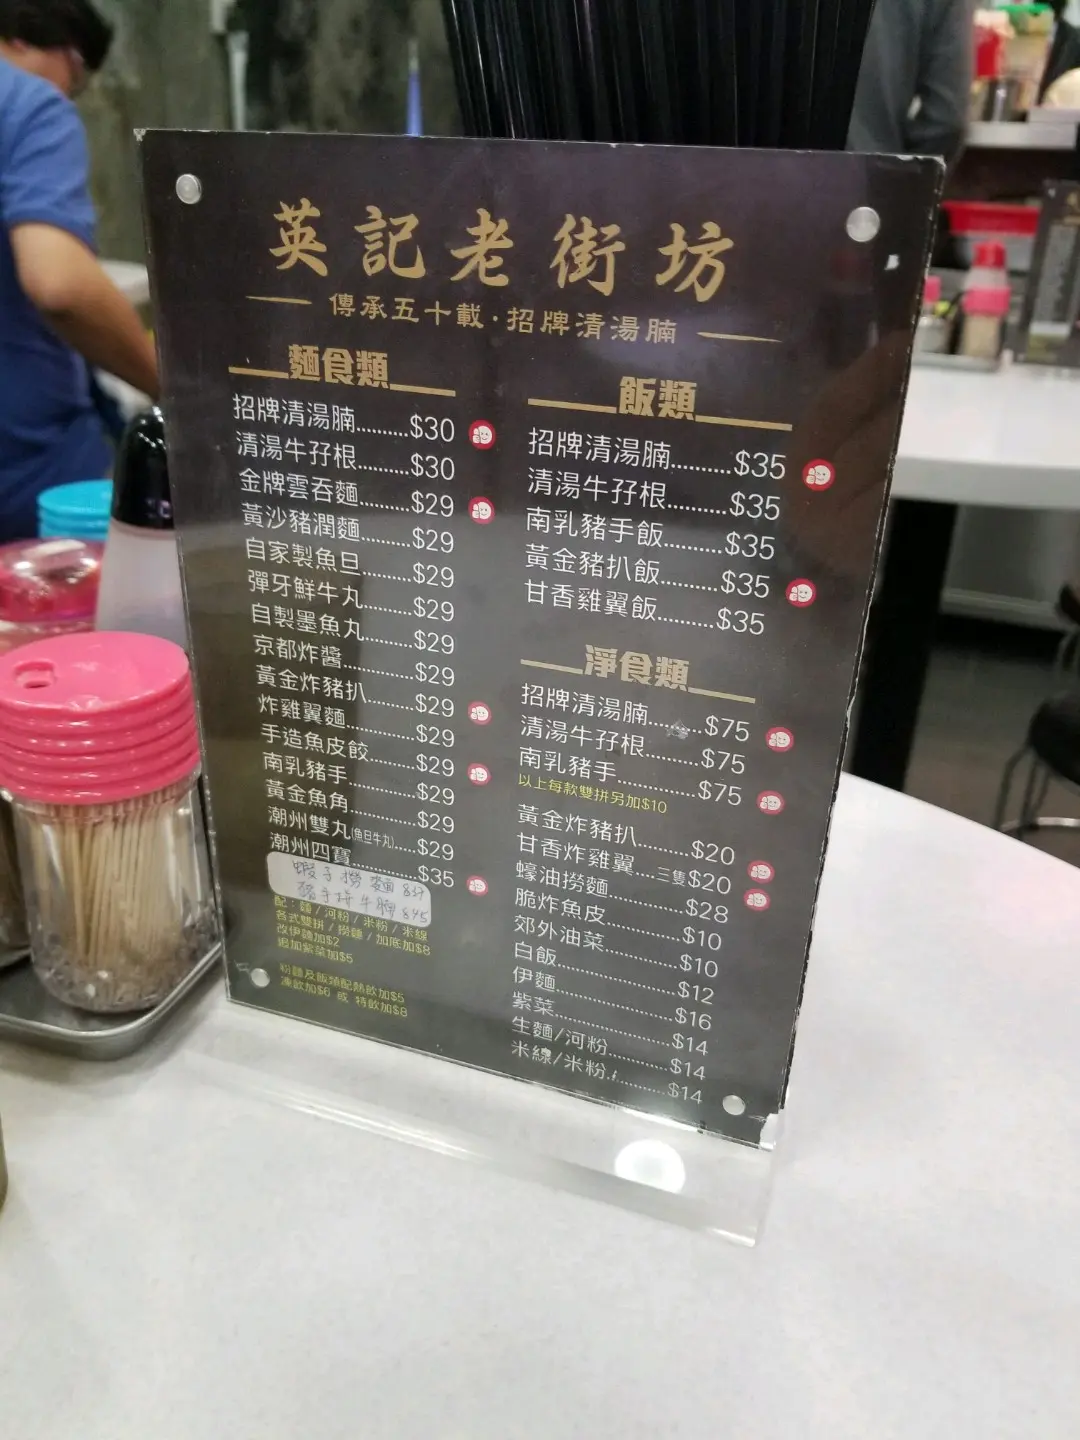 英記老街坊
傳承五十載·招牌清湯腩
麵食類
招牌清湯腩.........$30
清湯牛孖根.........$30
金牌雲吞麵.........$29
黃沙豬潤麵.........$29
自家製魚旦.........$29
彈牙鮮牛丸.........$29
自製墨魚丸.........$29
京都炸醬.........$29
黃金炸豬扒.........$29
炸雞翼麵.........$29
手造魚皮餃.........$29
南乳豬手.........$29
黃金魚角.........$29
潮州雙丸(魚旦牛丸).........$29
潮州四寶.........$35
蝦子撈麵
豬手拼牛腩 $45
配：麵/河粉/米粉/米線
各式雙拼/撈麵/加底加$8
改伊麵加$2
追加紫菜加$5
粉麵及飯類配熱飲加$5
凍飲加$6 或 特飲加$8
飯類
招牌清湯腩.........$35
清湯牛孖根.........$35
南乳豬手飯.........$35
黃金豬扒飯.........$35
甘香雞翼飯.........$35
淨食類
招牌清湯腩.........$75
清湯牛孖根.........$75
南乳豬手.........$75
以上每款雙拼另加$10
黃金炸豬扒.........$20
甘香炸雞翼....三隻$20
蠔油撈麵.........$28
脆炸魚皮.........$10
郊外油菜.........$10
白飯.........$12
伊麵.........$16
紫菜.........$14
生麵/河粉.........$14
米線/米粉.........$14